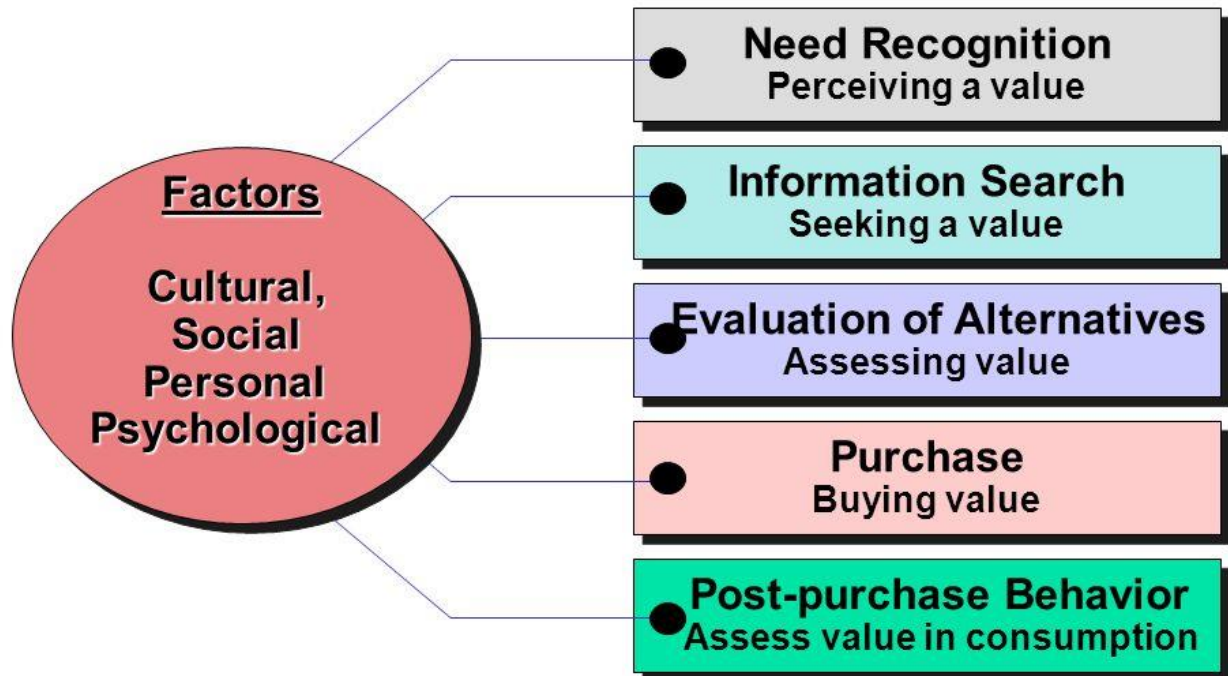 Factors
Cultural,
Social
Personal
Psychological
Need Recognition
Perceiving a value
Information Search
Seeking a value
Evaluation of Alternatives
Assessing value
Purchase
Buying value
Post-purchase Behavior
Assess value in consumption